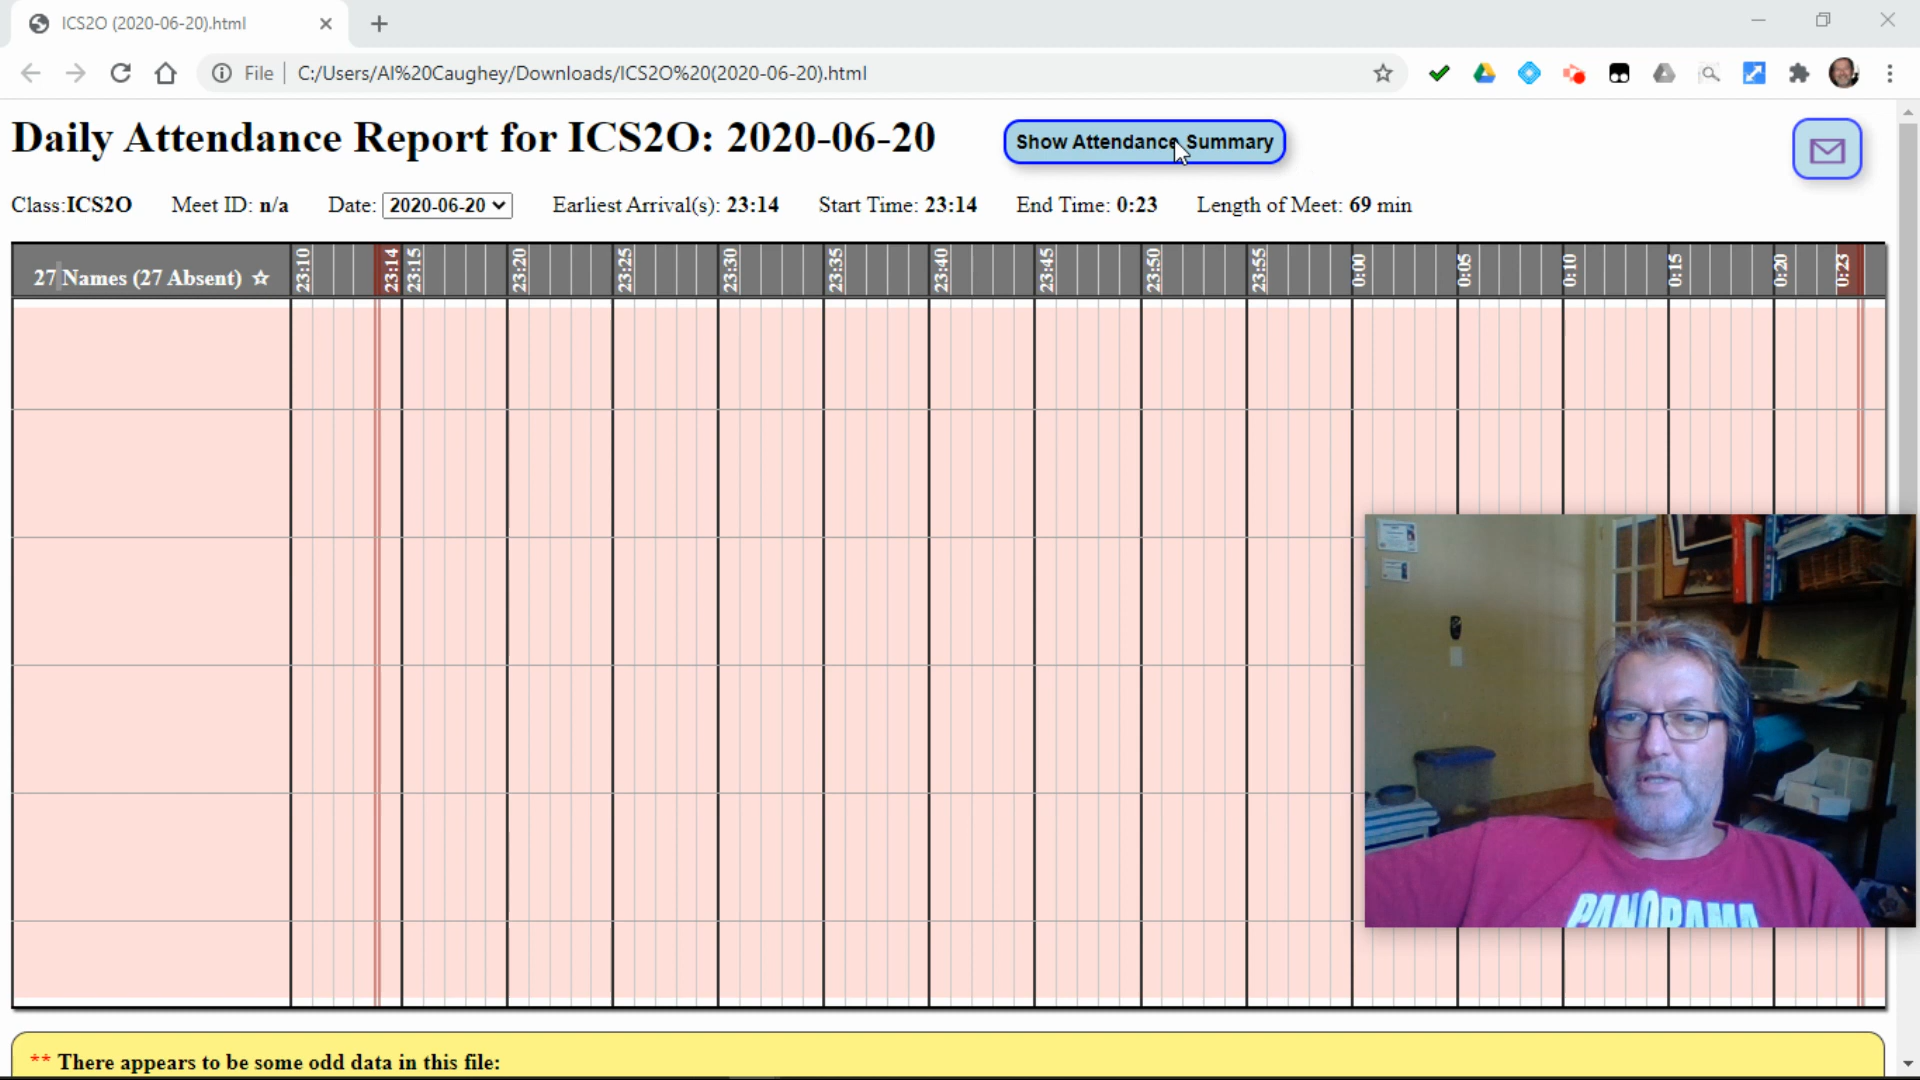 ICS2O (2020-06-20).html
File C:/Users/Al%20Caughey/Downloads/ICS2O%20(2020-06-20).html
Daily Attendance Report for ICS2O: 2020-06-20
Show Attendance Summary
Class:ICS2O Meet ID: n/a Date: 2020-06-20 Earliest Arrival(s): 23:14 Start Time: 23:14 End Time: 0:23 Length of Meet: 69 min
27 Names (27 Absent) ☆ 23:10 23:14 23:15 23:20 23:25 23:30 23:35 23:40 23:45 23:50 23:55 0:00 0:05 0:10 0:15 0:20 0:23
PANORAMA
** There appears to be some odd data in this file: